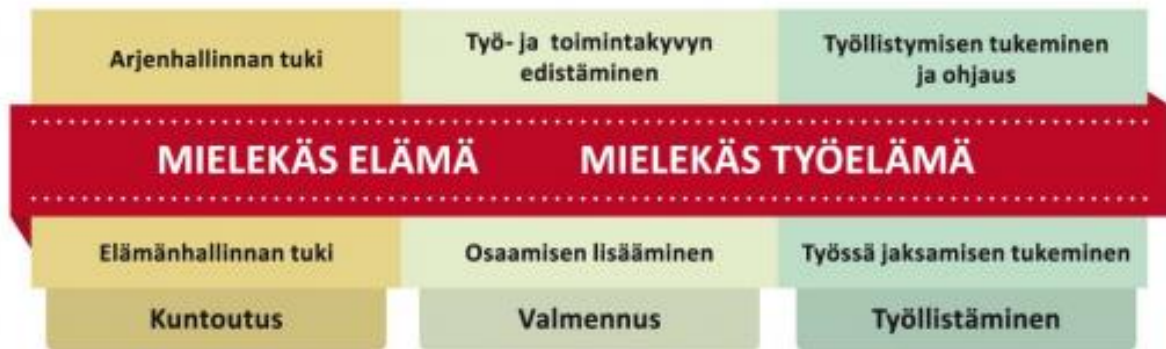 Arjenhallinnan tuki
Työ- ja toimintakyvyn
edistäminen
Työllistymisen tukeminen
ja ohjaus
MIELEKÄS ELÄMÄ MIELEKÄS TYÖELÄMÄ
Elämänhallinnan tuki
Osaamisen lisääminen
Työssä jaksamisen tukeminen
Kuntoutus
Valmennus
Työllistäminen